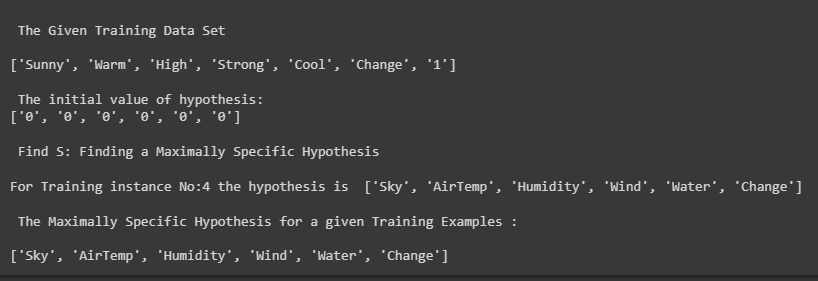 The Given Training Data Set
['Sunny', 'Warm', 'High', 'Strong', 'Cool', 'Change', '1']
The initial value of hypothesis:
['0', '0', '0', '0', '0', '0']
Find S: Finding a Maximally Specific Hypothesis
For Training instance No:4 the hypothesis is  ['Sky', 'AirTemp', 'Humidity', 'Wind', 'Water', 'Change']
The Maximally Specific Hypothesis for a given Training Examples :
['Sky', 'AirTemp', 'Humidity', 'Wind', 'Water', 'Change']